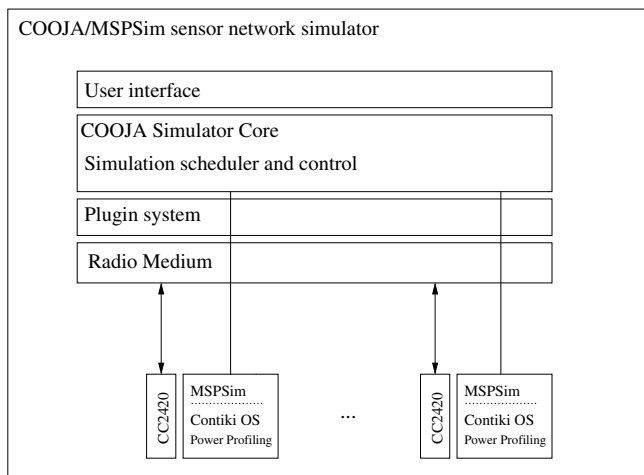 COOJA/MSPSim sensor network simulator
User interface
COOJA Simulator Core
Simulation scheduler and control
Plugin system
Radio Medium
CC2420
MSPSim
Contiki OS
Power Profiling
...
CC2420
MSPSim
Contiki OS
Power Profiling